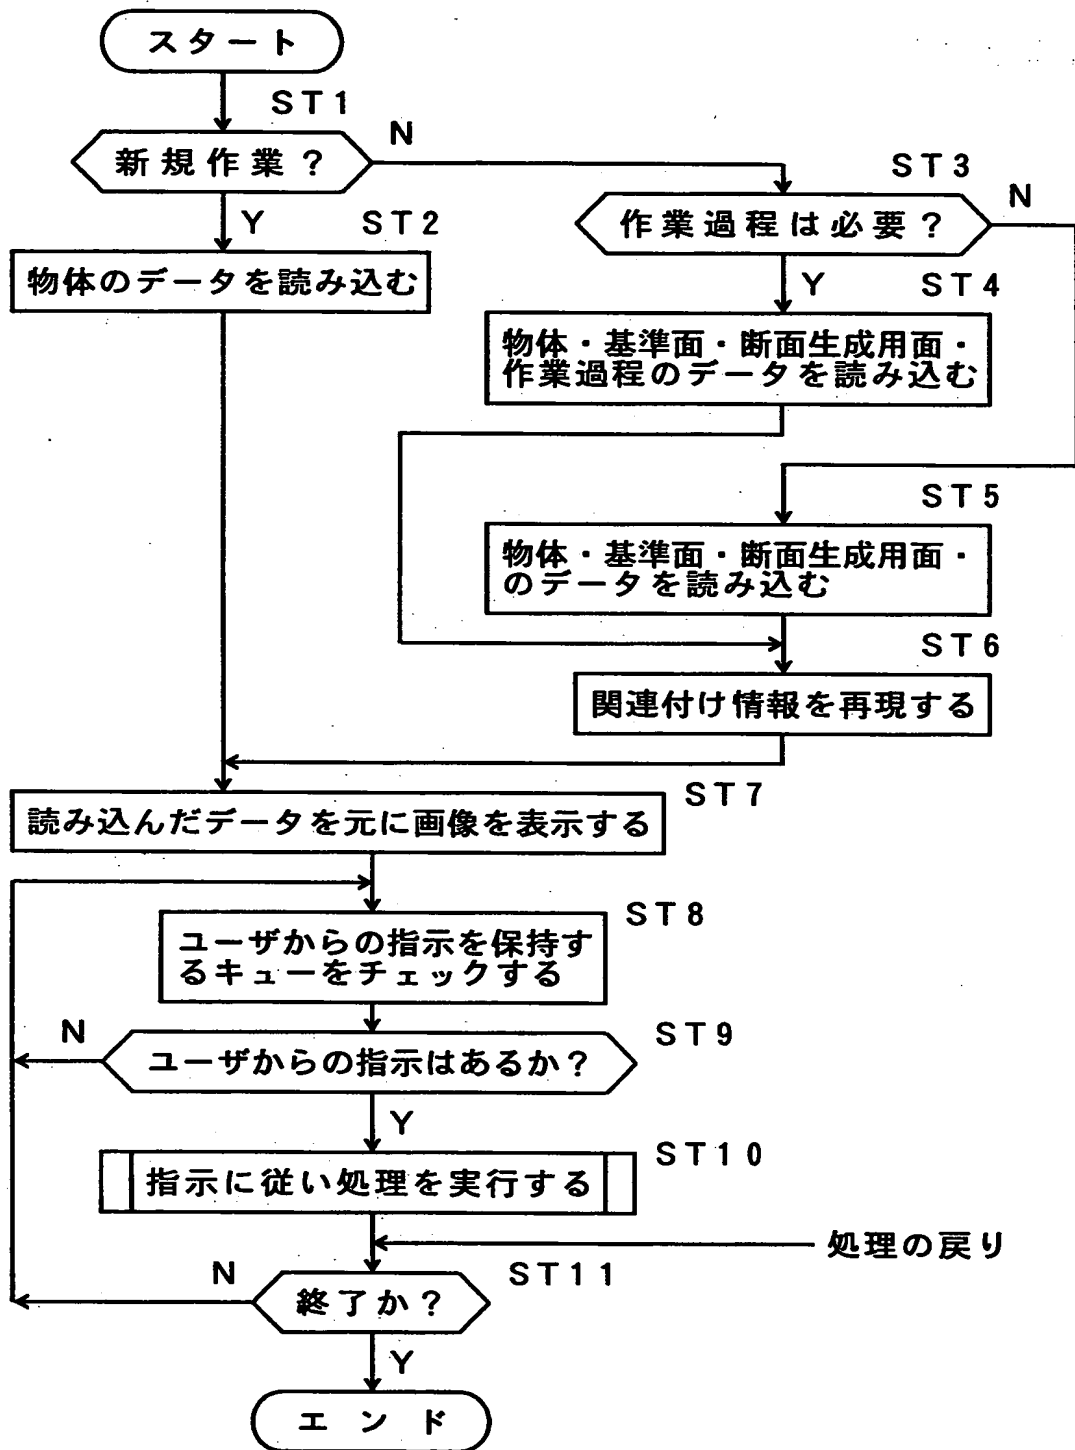 スタート
ST1
新規作業?
N
Y
ST2
物体のデータを読み込む
ST3
作業過程は必要?
N
Y
ST4
物体・基準面・断面生成用面・
作業過程のデータを読み込む
ST5
物体・基準面・断面生成用面・
のデータを読み込む
ST6
関連付け情報を再現する
ST7
読み込んだデータを元に画像を表示する
ST8
ユーザからの指示を保持す
るキューをチェックする
ST9
N
ユーザからの指示はあるか?
Y
ST10
指示に従い処理を実行する
処理の戻り
N
ST11
終了か?
Y
エンド